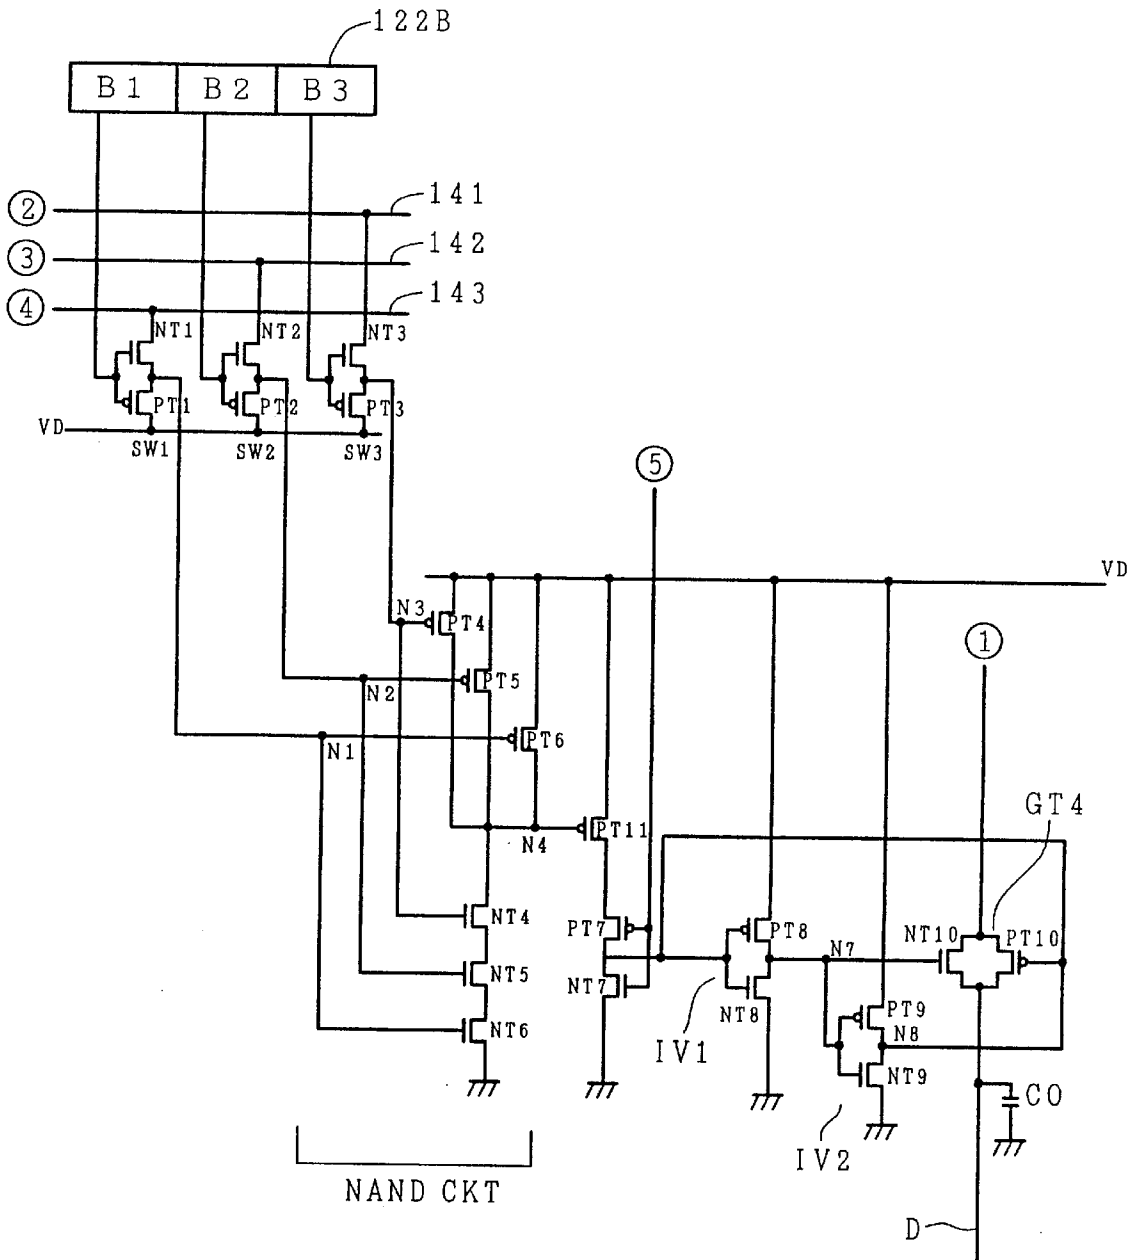 122B
B1 B2 B3
② 141
③ 142
④ 143
NT1 NT2 NT3
PT1 PT2 PT3
VD
SW1 SW2 SW3
⑤
VD
N3 PT4
①
N2 PT5
N1 PT6
GT4
N4 PT11
NT4 PT7 PT8 N7 NT10 PT10
NT5 NT7 NT8 PT9
N8
NT6 IV1 NT9
CO
IV2
NAND CKT
D